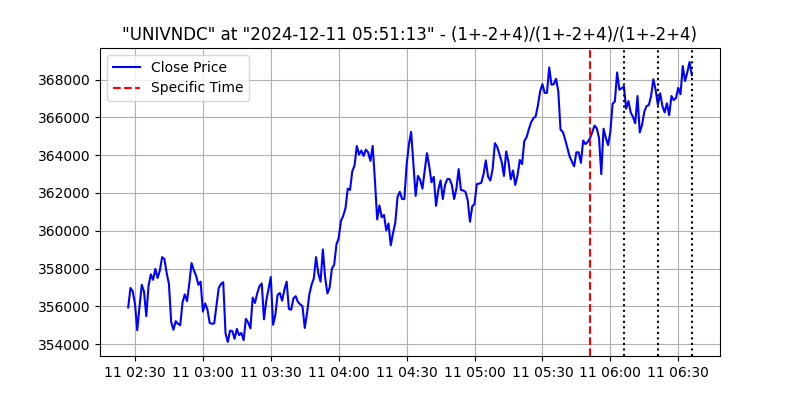 "UNIVNDC" at "2024-12-11 05:51:13" - (1+-2+4)/(1+-2+4)/(1+-2+4)
Close Price
Specific Time
368000
366000
364000
362000
360000
358000
356000
354000
11 02:30 11 03:00 11 03:30 11 04:00 11 04:30 11 05:00 11 05:30 11 06:00 11 06:30